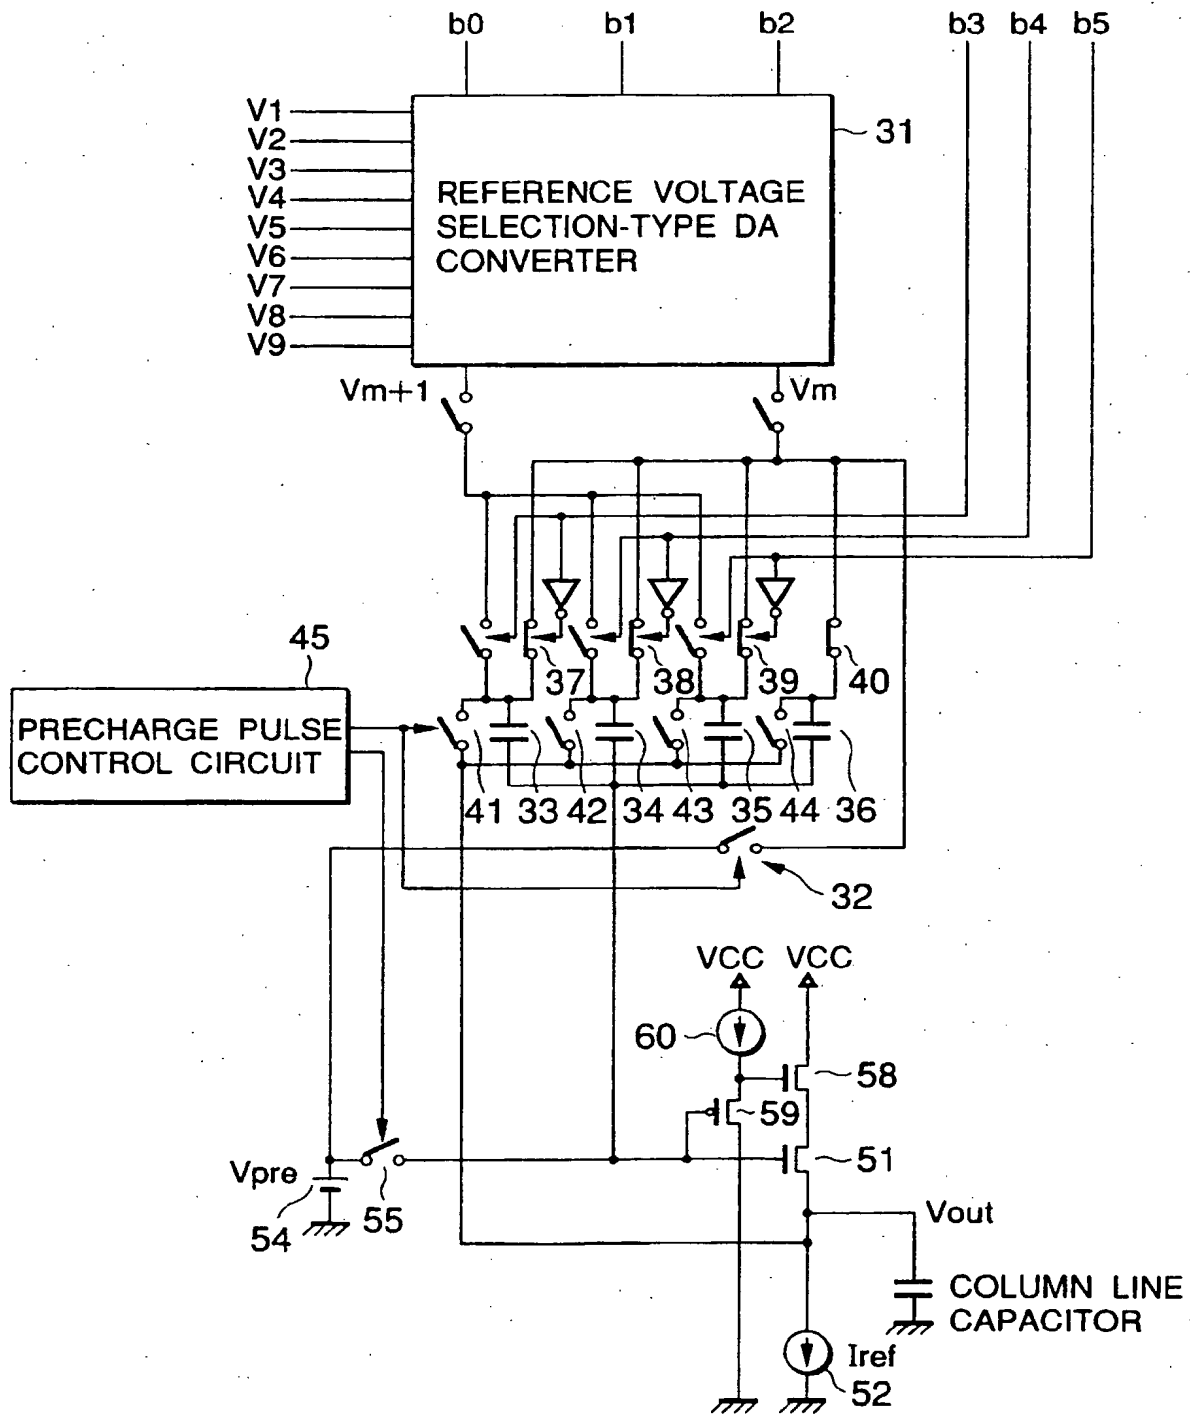 b0 b1 b2 b3 b4 b5
V1
V2
V3
V4
V5
V6
V7
V8
V9
REFERENCE VOLTAGE
SELECTION-TYPE DA
CONVERTER
31
Vm+1
Vm
45
37 38 39 40
PRECHARGE PULSE
CONTROL CIRCUIT
41 33 42 34 43 35 44 36
32
VCC VCC
60
58
59
51
Vpre
54
55
Vout
COLUMN LINE
CAPACITOR
Iref
52